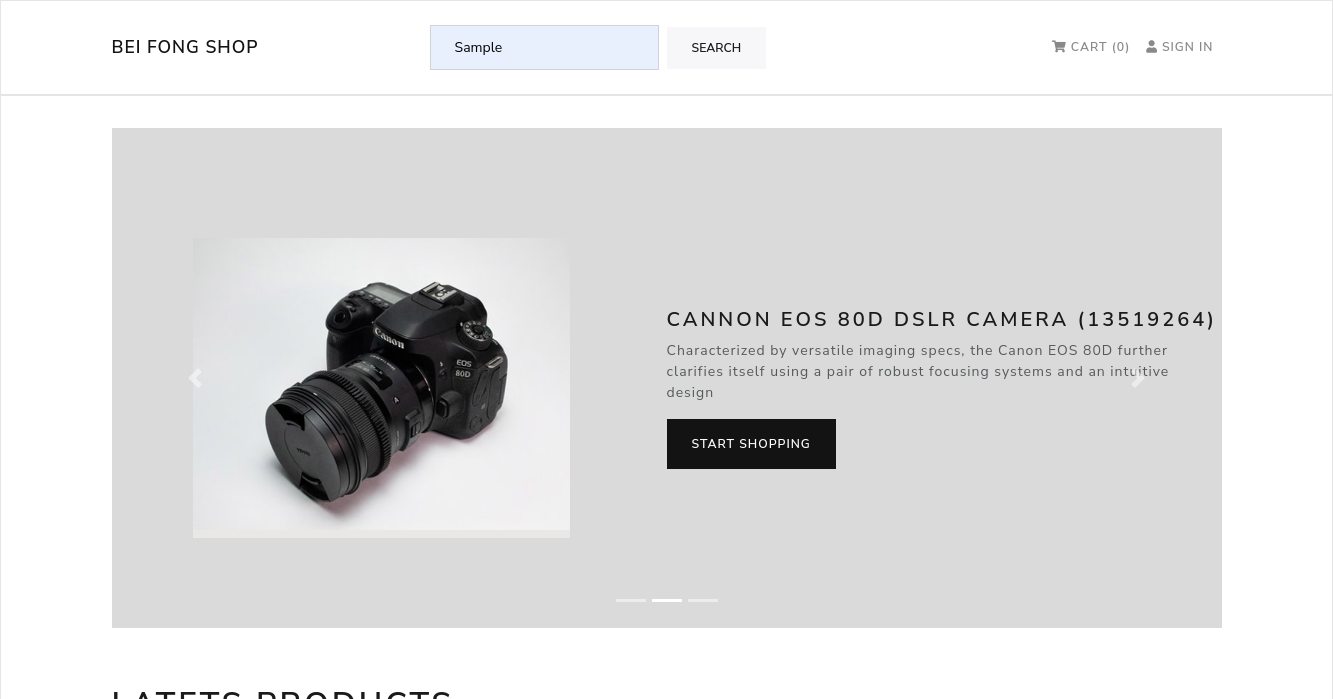 BEI FONG SHOP
Sample
SEARCH
CART (0)
SIGN IN
Canon
EOS
80D
A
CANNON EOS 80D DSLR CAMERA (13519264)
Characterized by versatile imaging specs, the Canon EOS 80D further
clarifies itself using a pair of robust focusing systems and an intuitive
design
START SHOPPING
LATETS PRODUCTS